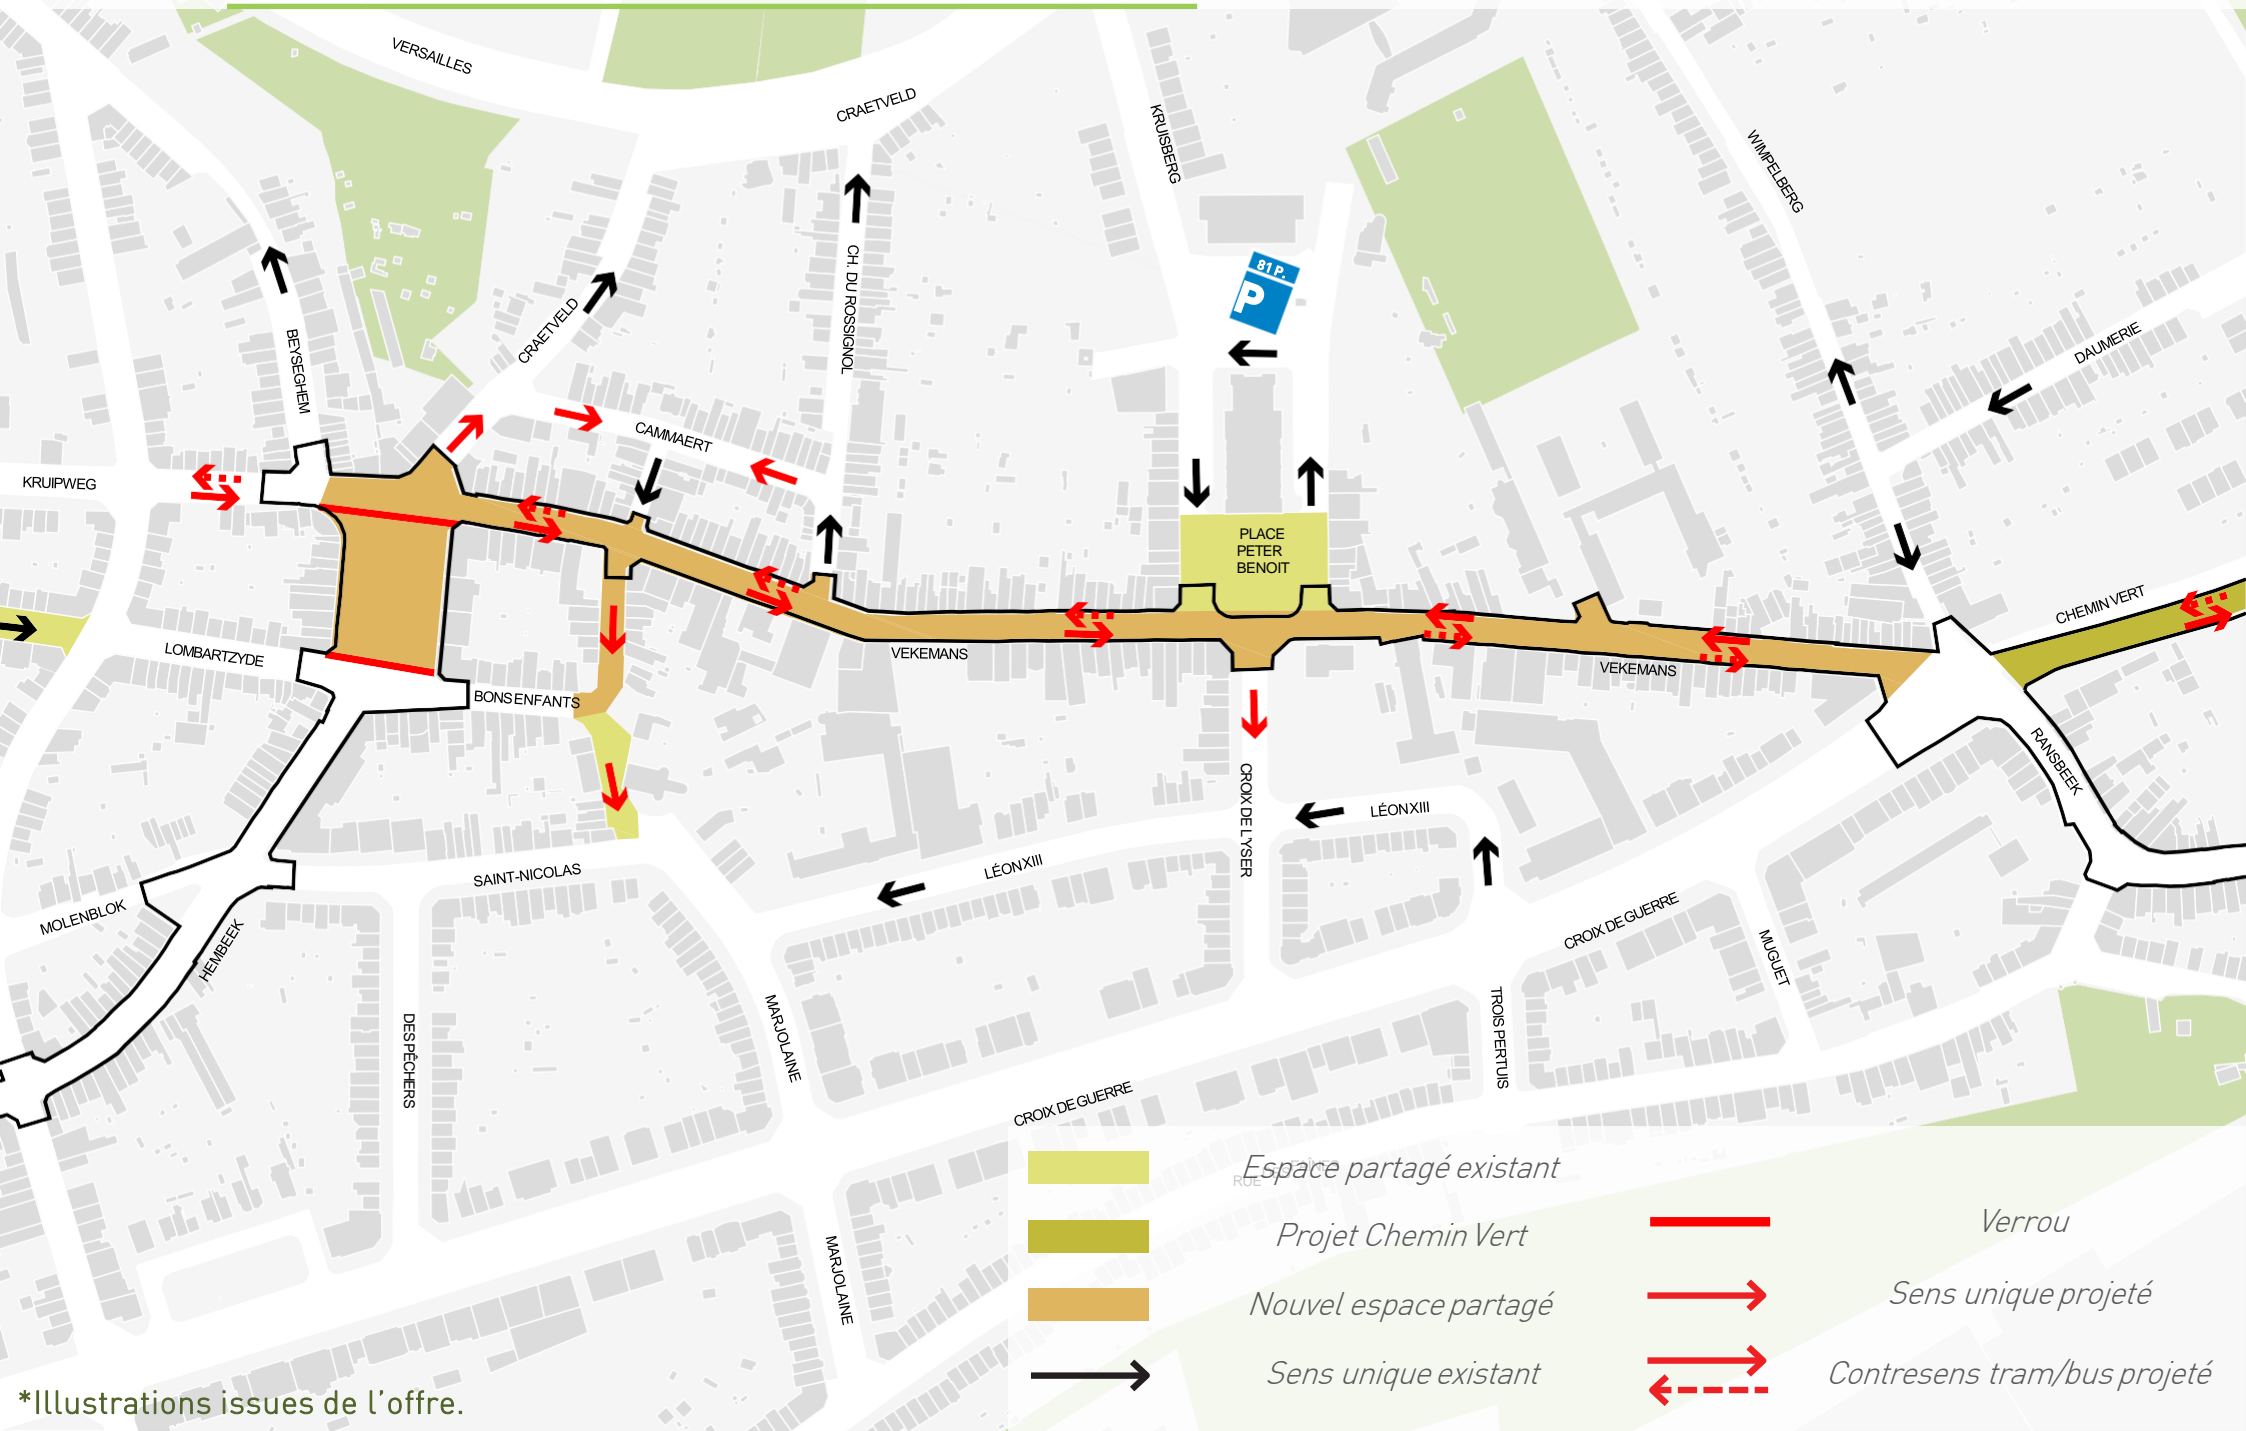 VERSAILLES
CRAETVELD
KRUISBERG
WIMPELBERG
CH. DU ROSSIGNOL
81 P.
P
CRAETVELD
BEYSEGHEM
DAUMERIE
CAMMAERT
KRUIPWEG
PLACE
PETER
BENOIT
CHEMIN VERT
LOMBARTZYDE
VEKEMANS
VEKEMANS
BONS ENFANTS
RANSBEEK
CROIX DE L'YSER
LÉON XIII
LÉON XIII
SAINT-NICOLAS
MOLENBLOK
HEMBEEK
CROIX DE GUERRE
MUGUET
MARJOLAINE
TROIS PERTUIS
DES PÊCHERS
CROIX DE GUERRE
MARJOLAINE
RUE
Espace partagé existant
Projet Chemin Vert
Nouvel espace partagé
Sens unique existant
Verrou
Sens unique projeté
Contresens tram/bus projeté
*Illustrations issues de l'offre.